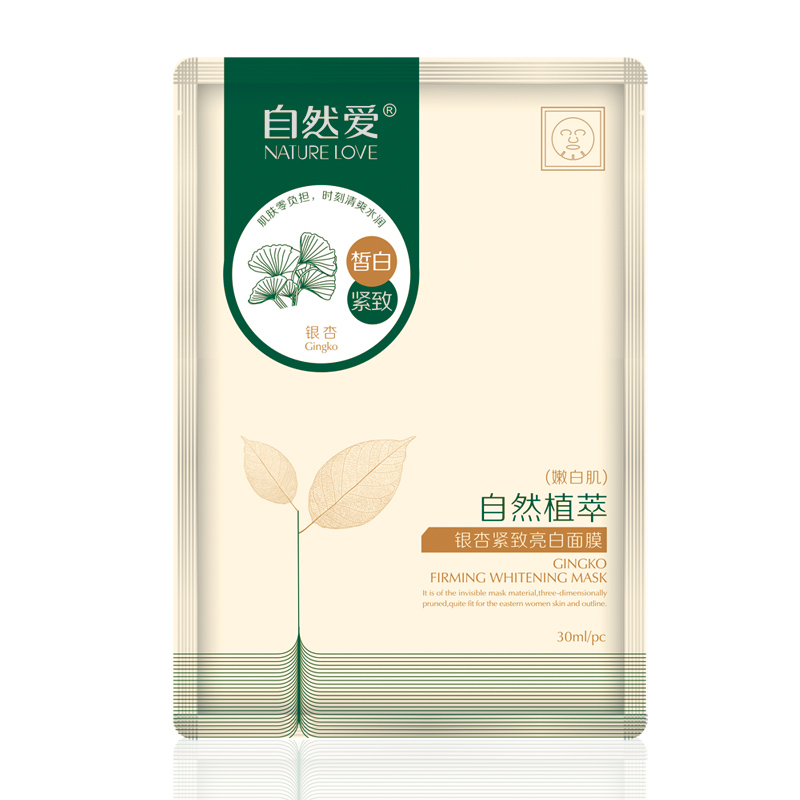 自然爱®
NATURE LOVE
肌肤零负担，时刻清爽水润
皙白
紧致
银杏
Gingko
(嫩白肌)
自然植萃
银杏紧致亮白面膜
GINGKO
FIRMING WHITENING MASK
It is of the invisible mask material,three-dimensionally
pruned,quite fit for the eastern women skin and outline.
30ml/pc